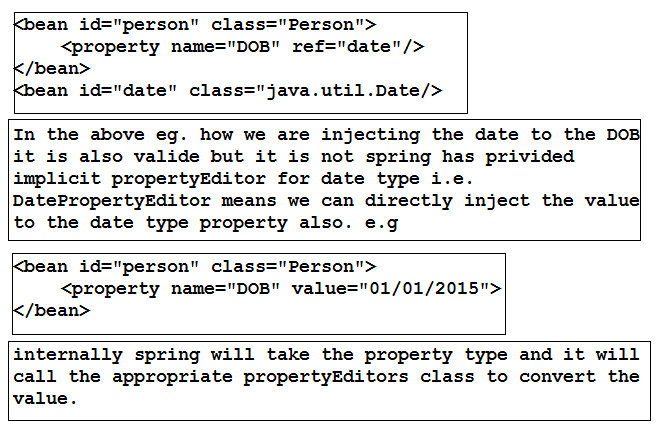 <bean id="person" class="Person">
<property name="DOB" ref="date"/>
</bean>
<bean id="date" class="java.util.Date/>
In the above eg. how we are injecting the date to the DOB
it is also valide but it is not spring has privided
implicit propertyEditor for date type i.e.
DatePropertyEditor means we can directly inject the value
to the date type property also. e.g
<bean id="person" class="Person">
<property name="DOB" value="01/01/2015">
</bean>
internally spring will take the property type and it will
call the appropriate propertyEditors class to convert the
value.